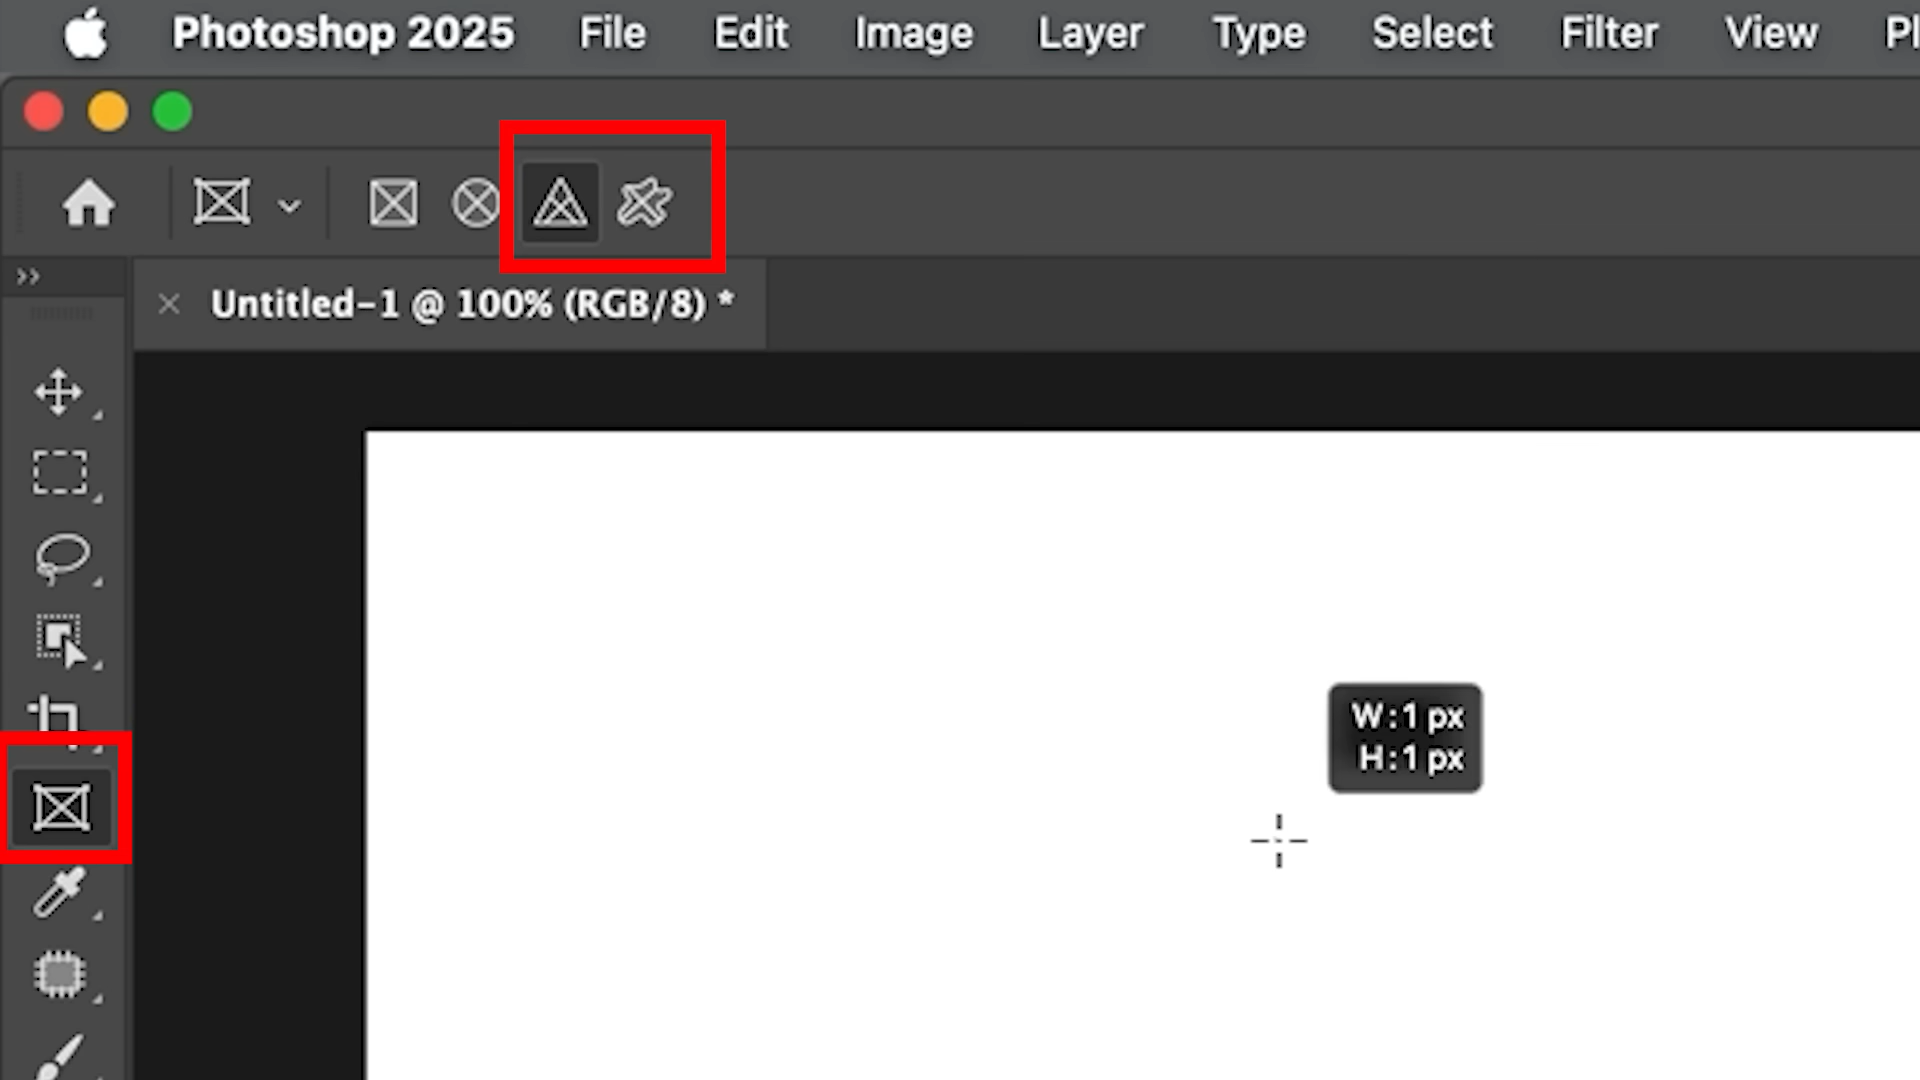 Photoshop 2025 File Edit Image Layer Type Select Filter View Pl
Untitled-1 @ 100% (RGB/8) *
W:1 px
H:1 px